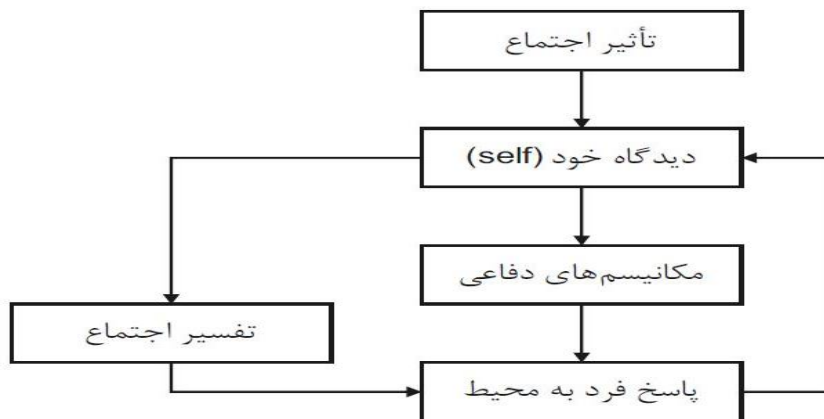 تأثیر اجتماع
دیدگاه خود (self)
مکانیسم‌های دفاعی
تفسیر اجتماع
پاسخ فرد به محیط